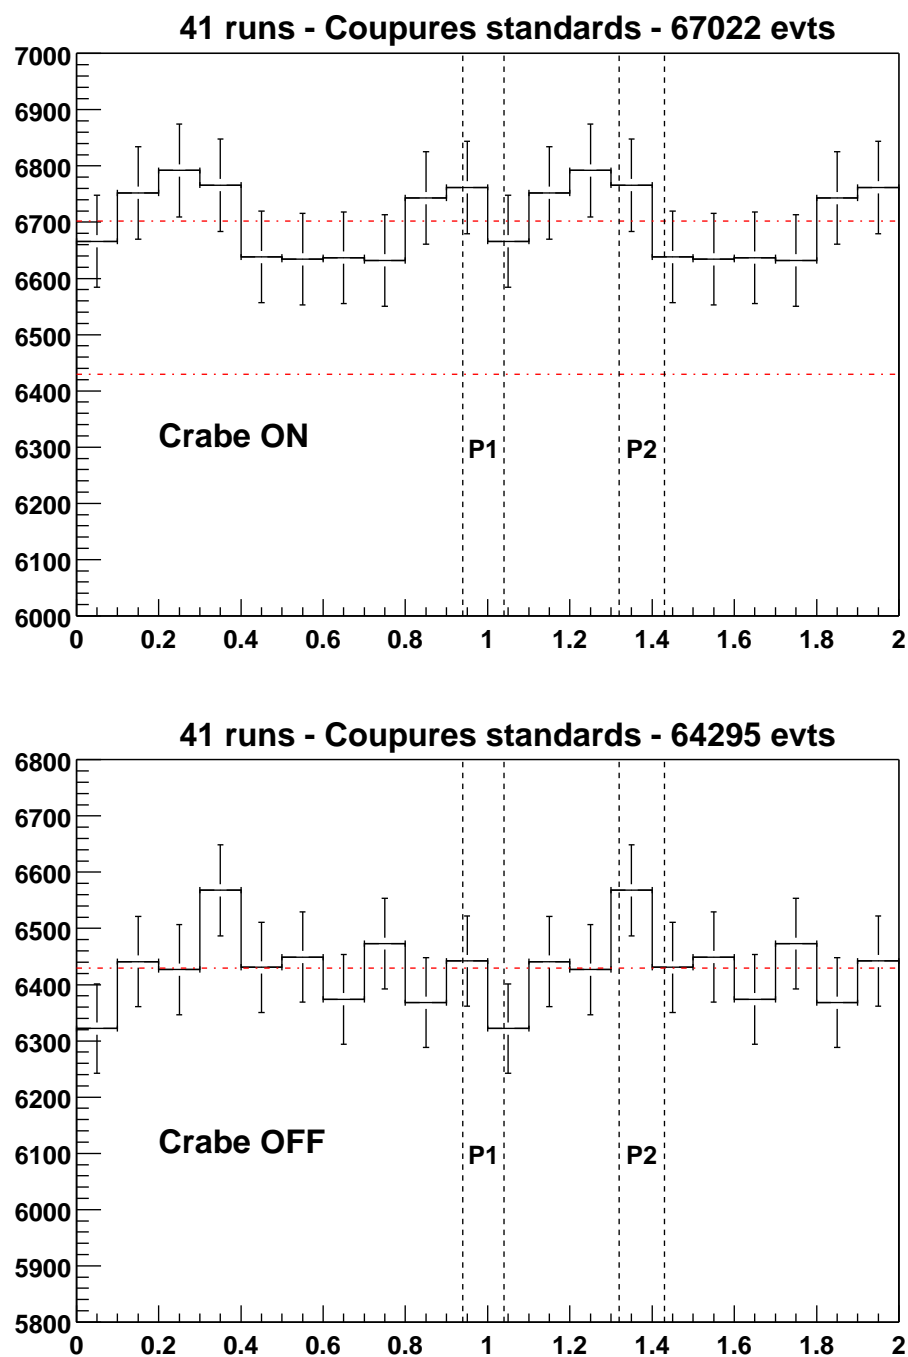 41 runs - Coupures standards - 67022 evts
7000
6900
6800
6700
6600
6500
6400
6300
6200
6100
6000
Crabe ON
P1
P2
0 0.2 0.4 0.6 0.8 1 1.2 1.4 1.6 1.8 2
41 runs - Coupures standards - 64295 evts
6800
6700
6600
6500
6400
6300
6200
6100
6000
5900
5800
Crabe OFF
P1
P2
0 0.2 0.4 0.6 0.8 1 1.2 1.4 1.6 1.8 2